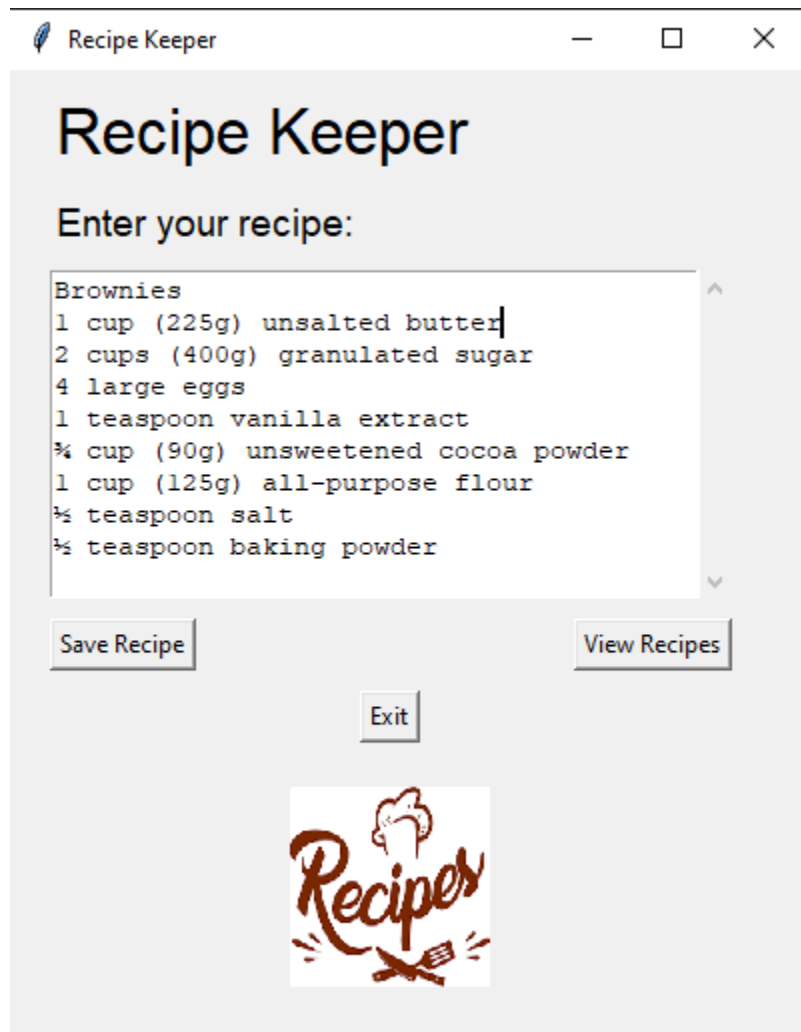 Recipe Keeper
Recipe Keeper
Enter your recipe:
Brownies
1 cup (225g) unsalted butter
2 cups (400g) granulated sugar
4 large eggs
1 teaspoon vanilla extract
¾ cup (90g) unsweetened cocoa powder
1 cup (125g) all-purpose flour
½ teaspoon salt
½ teaspoon baking powder
Save Recipe
View Recipes
Exit
Recipes